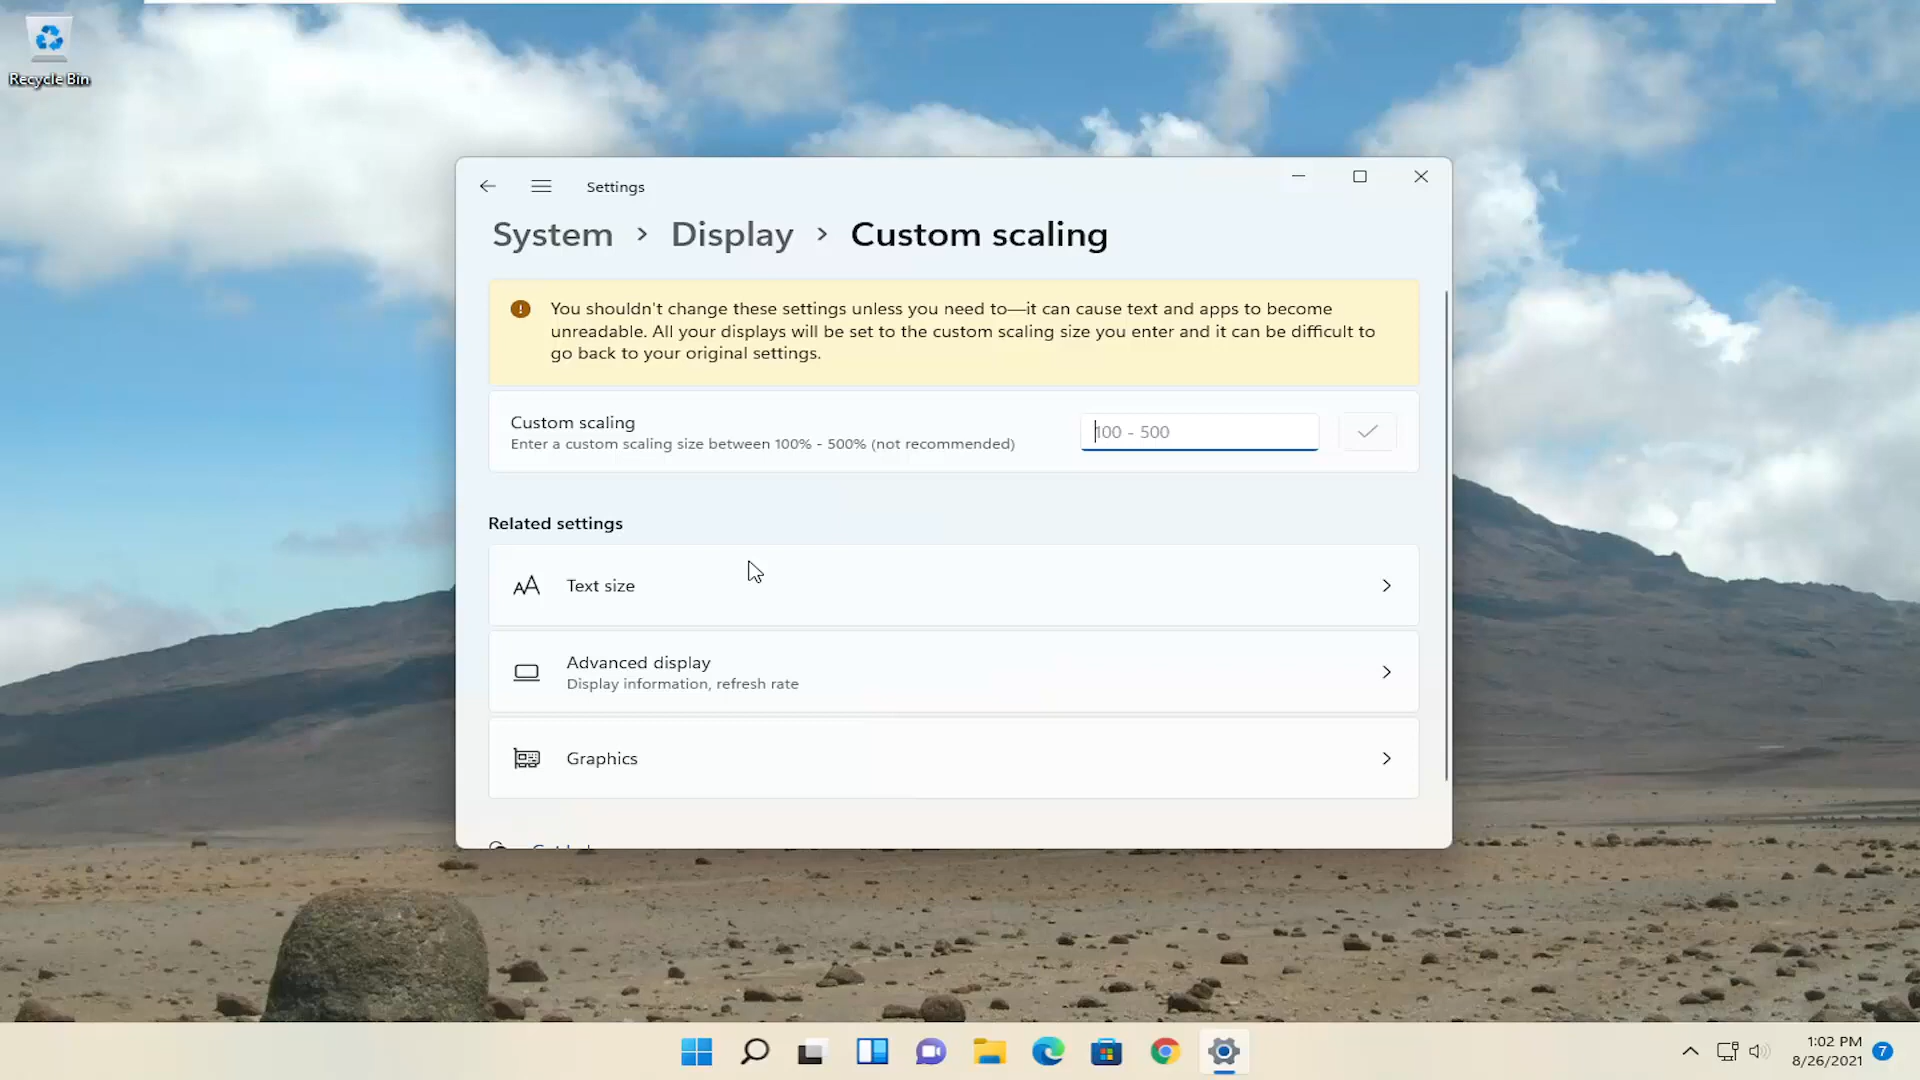 Recycle Bin
Settings
System > Display > Custom scaling
You shouldn't change these settings unless you need to—it can cause text and apps to become
unreadable. All your displays will be set to the custom scaling size you enter and it can be difficult to
go back to your original settings.
Custom scaling
Enter a custom scaling size between 100% - 500% (not recommended)
100 - 500
Related settings
Text size
Advanced display
Display information, refresh rate
Graphics
1:02 PM
8/26/2021
7